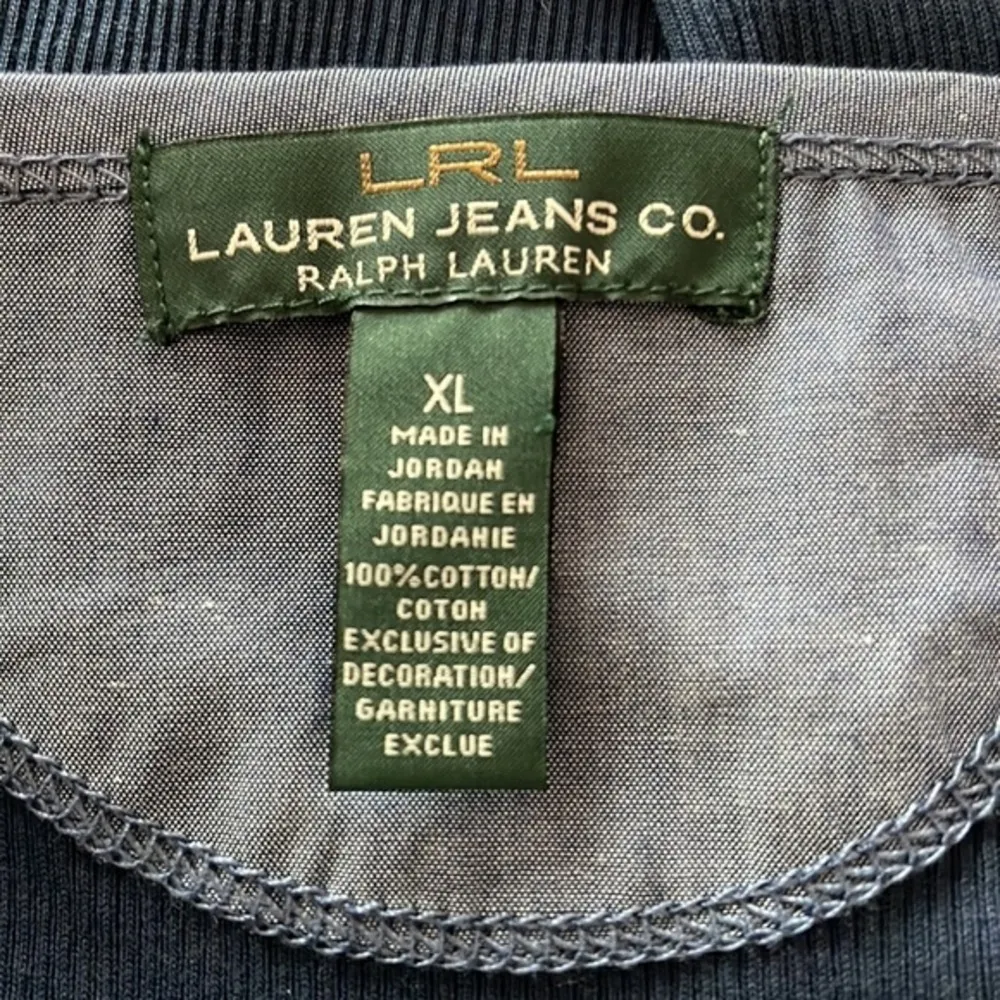 LRL
LAUREN JEANS CO.
RALPH LAUREN
XL
MADE IN
JORDAN
FABRIQUE EN
JORDANIE
100%COTTON/
COTON
EXCLUSIVE OF
DECORATION/
GARNITURE
EXCLUE